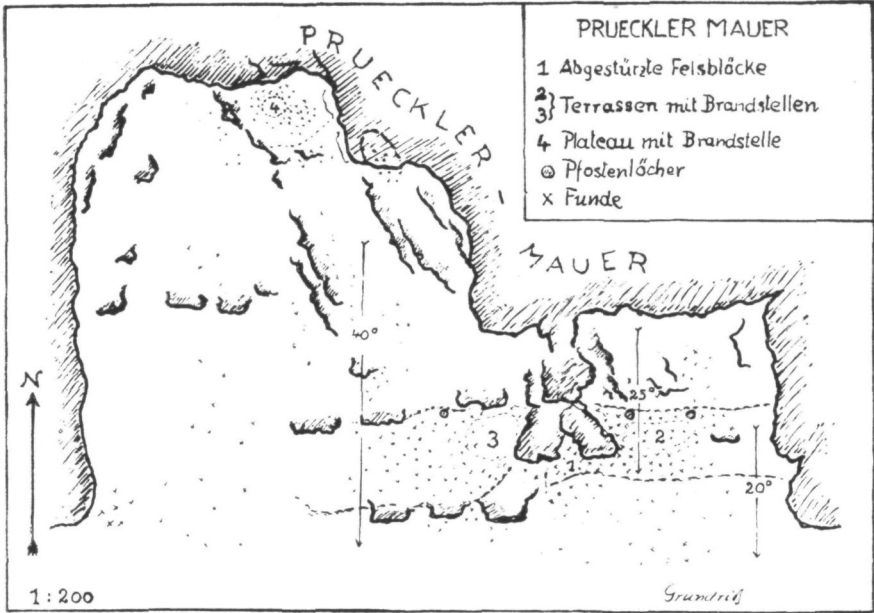 PRUECKLER MAUER
1 Abgestürzte Felsblöcke
2
3 } Terrassen mit Brandstellen
4 Plateau mit Brandstelle
Pfostenlöcher
x Funde
PRUECKLER-
MAUER
4
40°
N
25°
3
2
1
20°
1:200
Grundriß